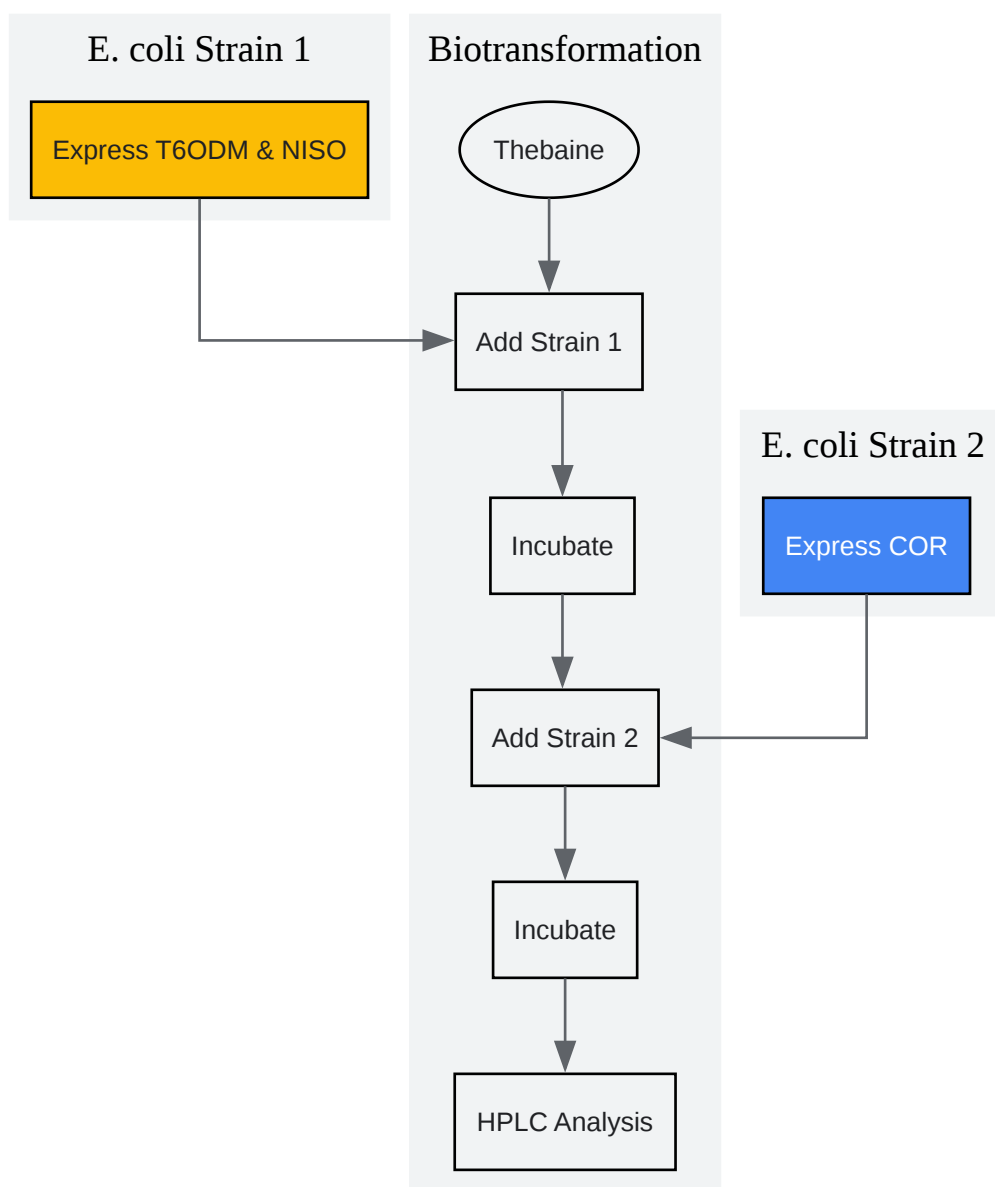 E. coli Strain 1
Express T6ODM & NISO
Biotransformation
Thebaine
Add Strain 1
Incubate
E. coli Strain 2
Express COR
Add Strain 2
Incubate
HPLC Analysis